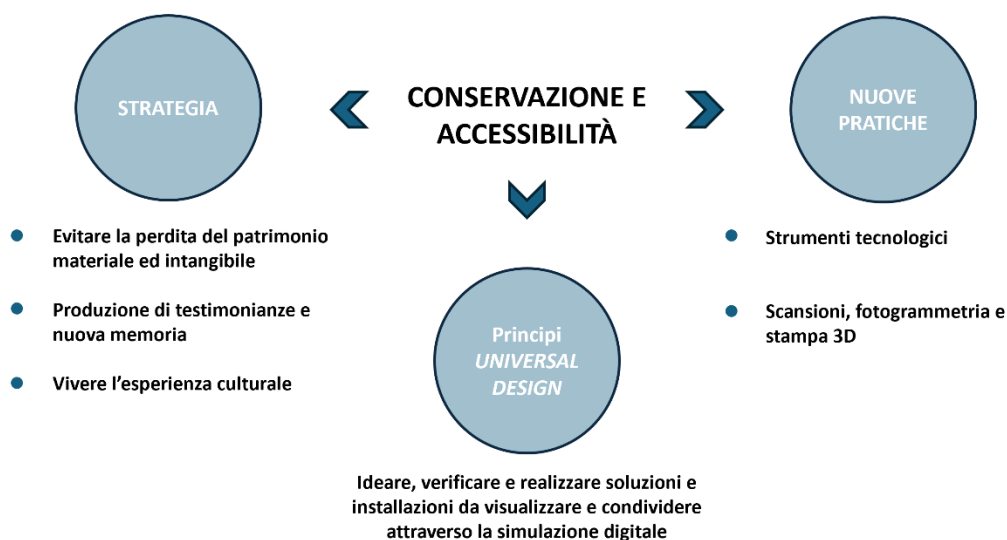 CONSERVAZIONE E
ACCESSIBILITÀ
STRATEGIA
Evitare la perdita del patrimonio
materiale ed intangibile
Produzione di testimonianze e
nuova memoria
Vivere l’esperienza culturale
Principi
UNIVERSAL
DESIGN
Ideare, verificare e realizzare soluzioni e
installazioni da visualizzare e condividere
attraverso la simulazione digitale
NUOVE
PRATICHE
Strumenti tecnologici
Scansioni, fotogrammetria e
stampa 3D